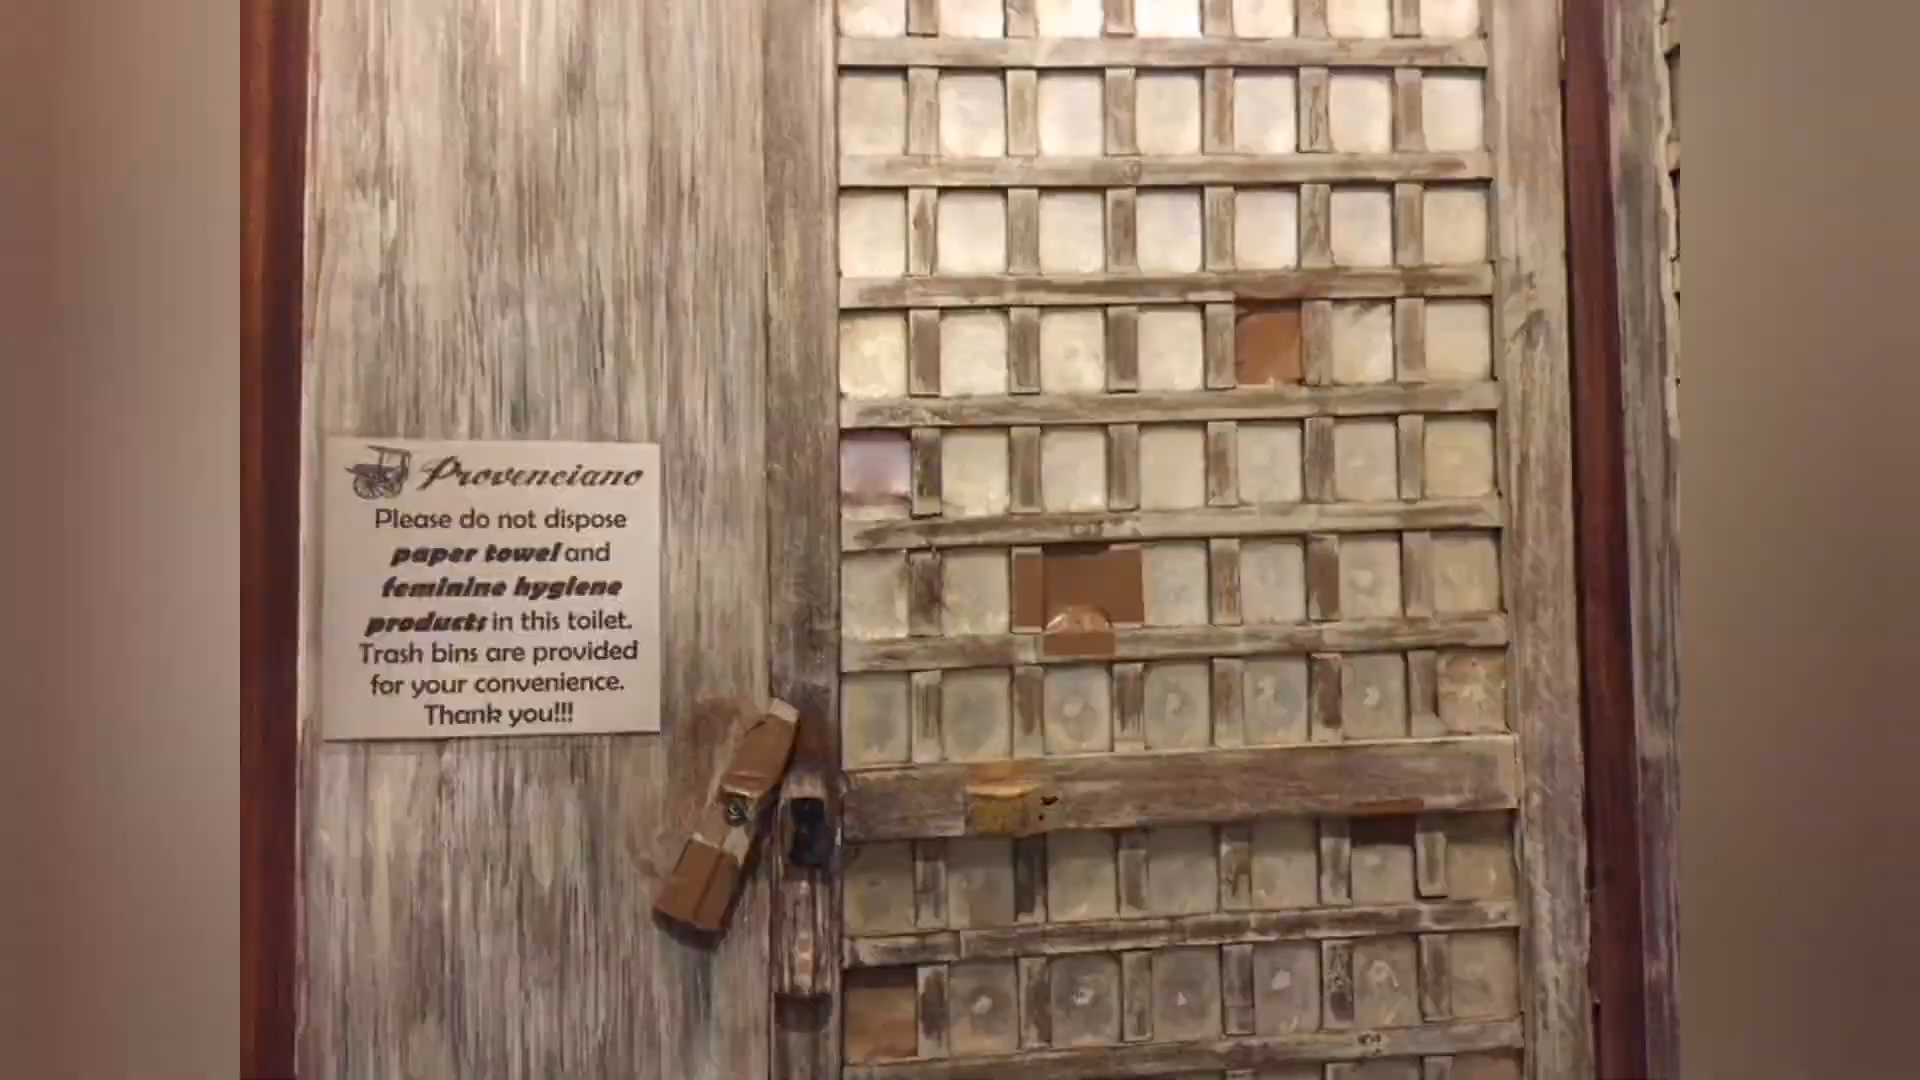 Provenciano
Please do not dispose
paper towel and
feminine hygiene
products in this toilet.
Trash bins are provided
for your convenience.
Thank you!!!